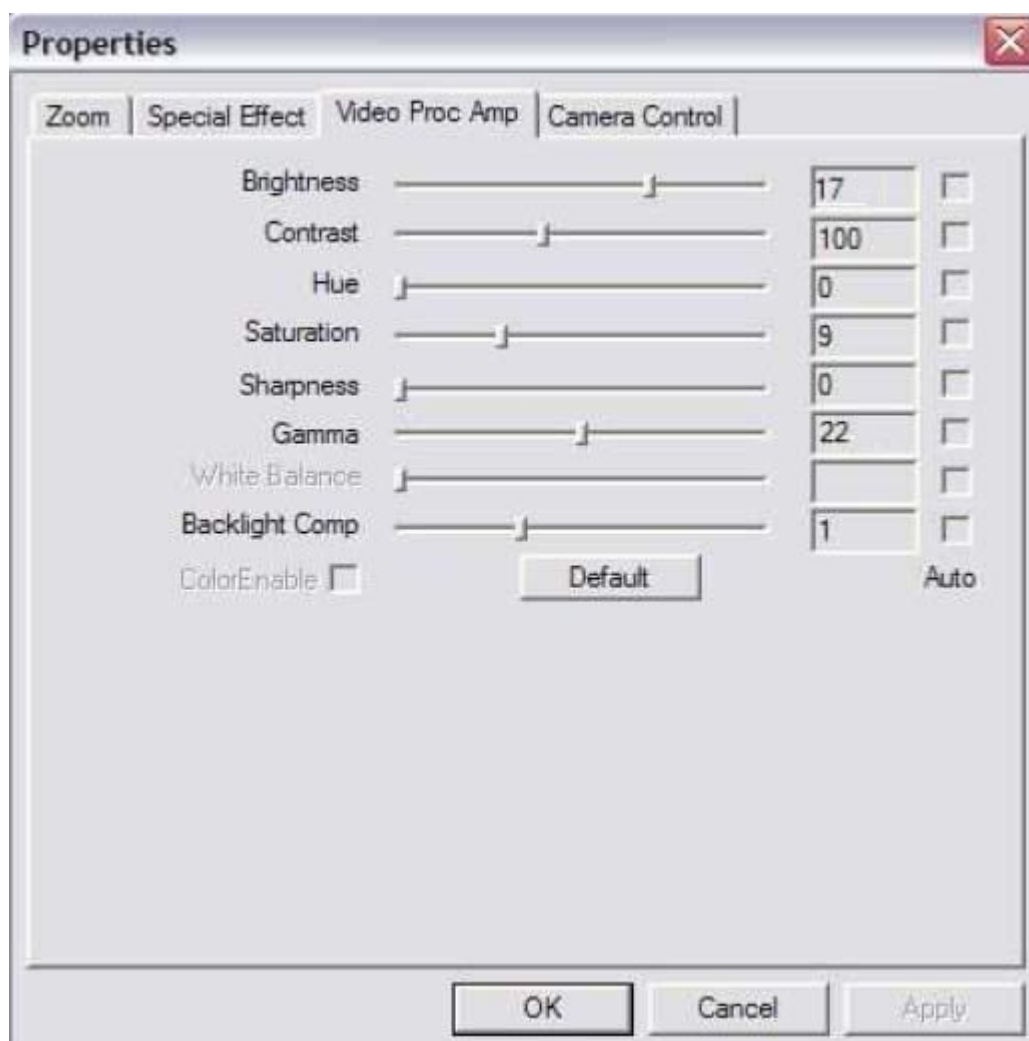 Properties
Zoom Special Effect Video Proc Amp Camera Control
Brightness 17
Contrast 100
Hue 0
Saturation 9
Sharpness 0
Gamma 22
White Balance
Backlight Comp 1
ColorEnable Default Auto
OK Cancel Apply